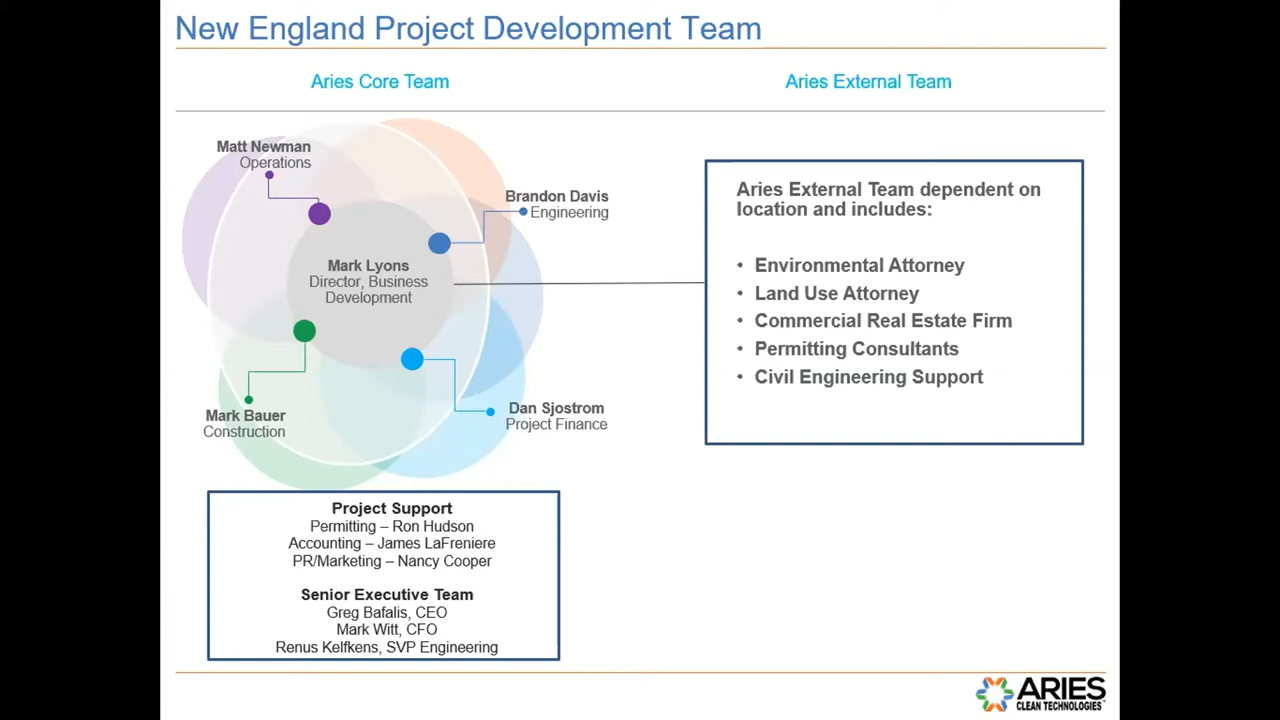 New England Project Development Team
Aries Core Team
Aries External Team
Matt Newman
Operations
Brandon Davis
Engineering
Mark Lyons
Director, Business
Development
Mark Bauer
Construction
Dan Sjostrom
Project Finance
Aries External Team dependent on
location and includes:
• Environmental Attorney
• Land Use Attorney
• Commercial Real Estate Firm
• Permitting Consultants
• Civil Engineering Support
Project Support
Permitting – Ron Hudson
Accounting – James LaFreniere
PR/Marketing – Nancy Cooper
Senior Executive Team
Greg Bafalis, CEO
Mark Witt, CFO
Renus Kelfkens, SVP Engineering
ARIES
CLEAN TECHNOLOGIES